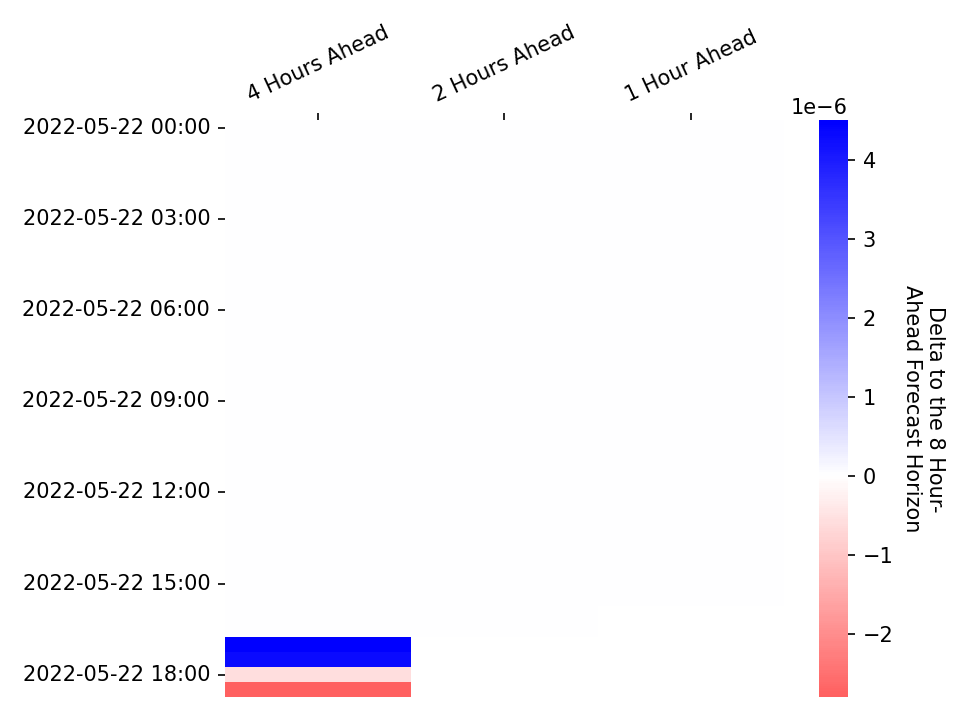 4 Hours Ahead
2 Hours Ahead
1 Hour Ahead
1e−6
2022-05-22 00:00
2022-05-22 03:00
2022-05-22 06:00
2022-05-22 09:00
2022-05-22 12:00
2022-05-22 15:00
2022-05-22 18:00
4
3
2
1
0
−1
−2
Delta to the 8 Hour-
Ahead Forecast Horizon